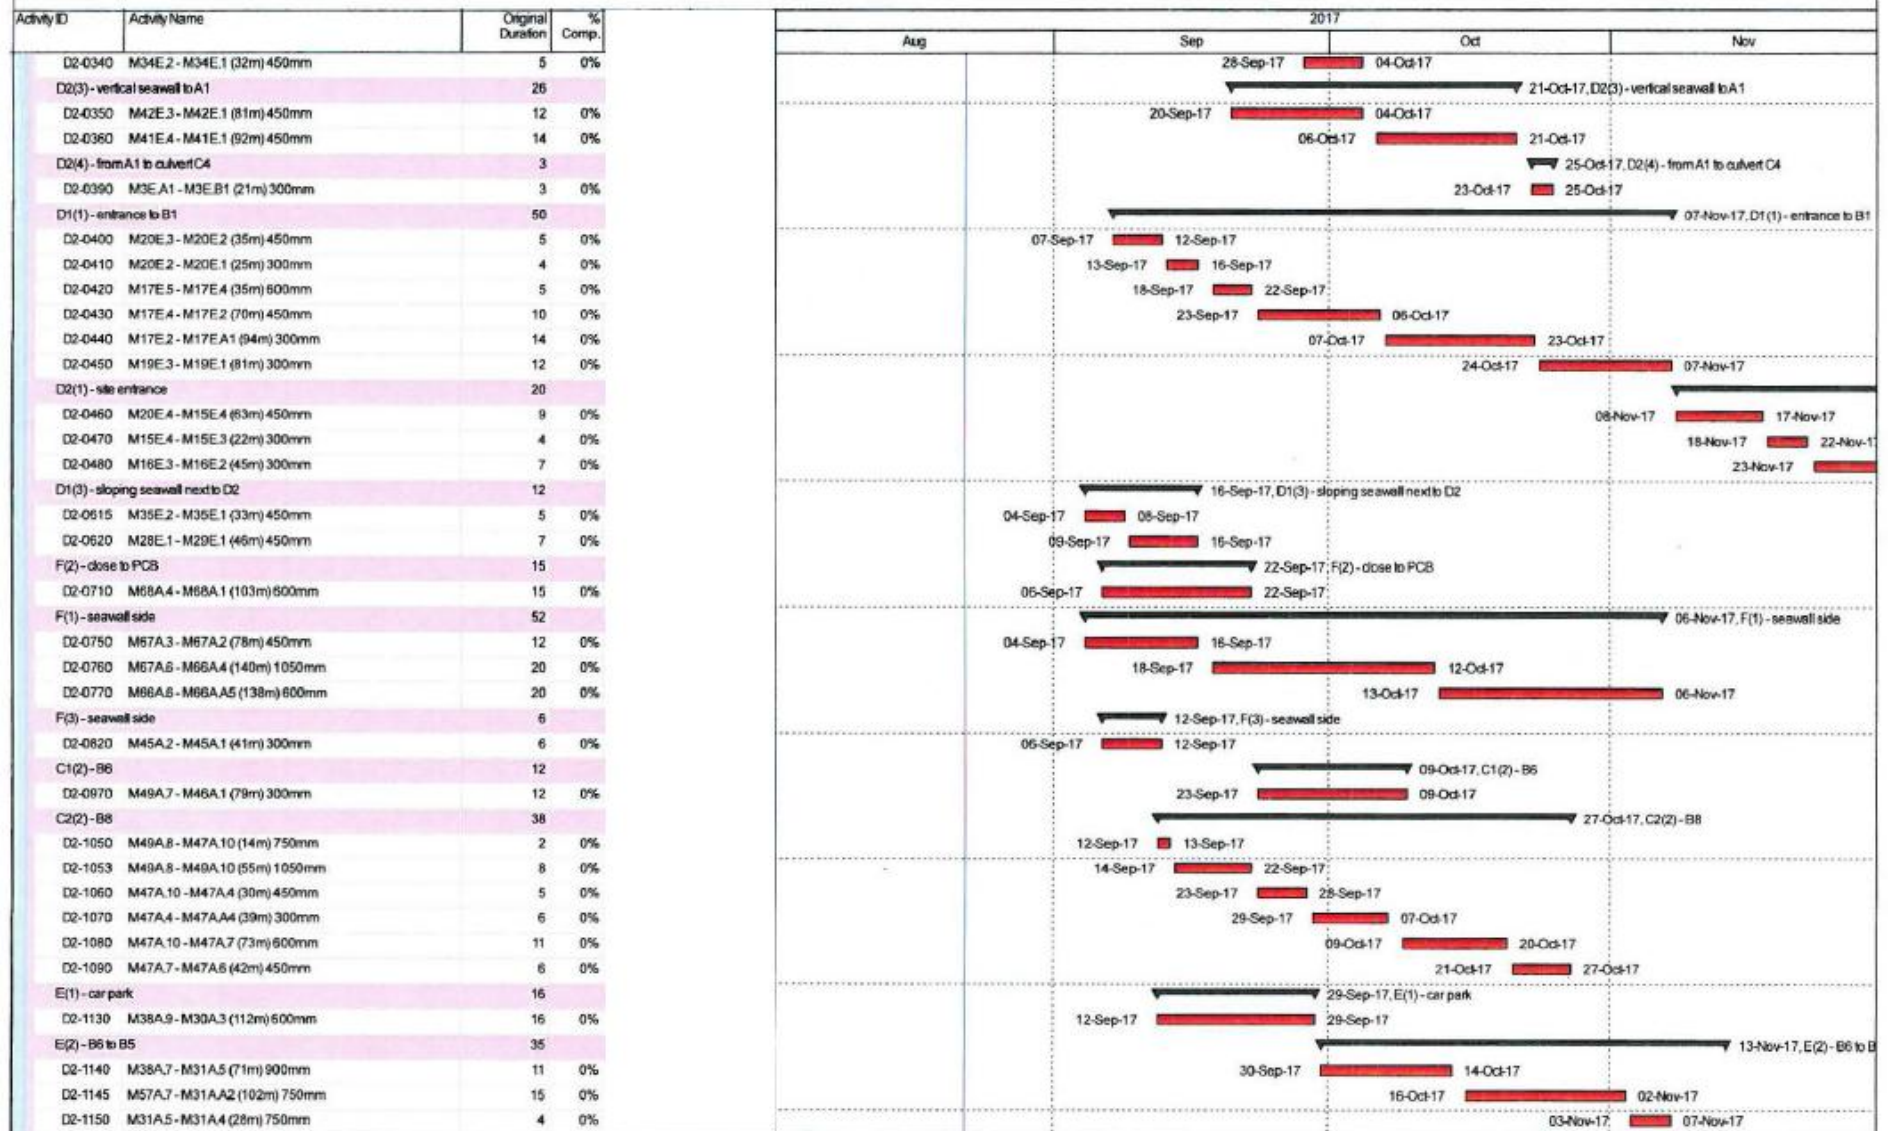 Activity ID Activity Name Original Duration % Comp. 2017
Aug Sep Oct Nov
D2-0340 M34E.2 - M34E.1 (32m) 450mm 5 0% 28-Sep-17 04-Oct-17
D2(3) - vertical seawall to A1 26 21-Oct-17, D2(3) - vertical seawall to A1
D2-0350 M42E.3 - M42E.1 (81m) 450mm 12 0% 20-Sep-17 04-Oct-17
D2-0360 M41E.4 - M41E.1 (92m) 450mm 14 0% 06-Oct-17 21-Oct-17
D2(4) - from A1 to culvert C4 3 25-Oct-17, D2(4) - from A1 to culvert C4
D2-0390 M3E.A1 - M3E.B1 (21m) 300mm 3 0% 23-Oct-17 25-Oct-17
D1(1) - entrance to B1 50 07-Nov-17, D1(1) - entrance to B1
D2-0400 M20E.3 - M20E.2 (35m) 450mm 5 0% 07-Sep-17 12-Sep-17
D2-0410 M20E.2 - M20E.1 (25m) 300mm 4 0% 13-Sep-17 16-Sep-17
D2-0420 M17E.5 - M17E.4 (35m) 600mm 5 0% 18-Sep-17 22-Sep-17
D2-0430 M17E.4 - M17E.2 (70m) 450mm 10 0% 23-Sep-17 06-Oct-17
D2-0440 M17E.2 - M17E.A1 (94m) 300mm 14 0% 07-Oct-17 23-Oct-17
D2-0450 M19E.3 - M19E.1 (81m) 300mm 12 0% 24-Oct-17 07-Nov-17
D2(1) - site entrance 20
D2-0460 M20E.4 - M15E.4 (63m) 450mm 9 0% 08-Nov-17 17-Nov-17
D2-0470 M15E.4 - M15E.3 (22m) 300mm 4 0% 18-Nov-17 22-Nov-17
D2-0480 M16E.3 - M16E.2 (45m) 300mm 7 0% 23-Nov-17
D1(3) - sloping seawall next to D2 12 16-Sep-17, D1(3) - sloping seawall next to D2
D2-0615 M35E.2 - M35E.1 (33m) 450mm 5 0% 04-Sep-17 08-Sep-17
D2-0620 M28E.1 - M29E.1 (46m) 450mm 7 0% 09-Sep-17 16-Sep-17
F(2) - close to PCB 15 22-Sep-17, F(2) - close to PCB
D2-0710 M68A.4 - M68A.1 (103m) 600mm 15 0% 06-Sep-17 22-Sep-17
F(1) - seawall side 52 06-Nov-17, F(1) - seawall side
D2-0750 M67A.3 - M67A.2 (78m) 450mm 12 0% 04-Sep-17 16-Sep-17
D2-0760 M67A.6 - M66A.4 (140m) 1050mm 20 0% 18-Sep-17 12-Oct-17
D2-0770 M66A.6 - M66A.A5 (138m) 600mm 20 0% 13-Oct-17 06-Nov-17
F(3) - seawall side 6 12-Sep-17, F(3) - seawall side
D2-0820 M45A.2 - M45A.1 (41m) 300mm 6 0% 06-Sep-17 12-Sep-17
C1(2) - B6 12 09-Oct-17, C1(2) - B6
D2-0970 M49A.7 - M46A.1 (79m) 300mm 12 0% 23-Sep-17 09-Oct-17
C2(2) - B8 38 27-Oct-17, C2(2) - B8
D2-1050 M49A.8 - M47A.10 (14m) 750mm 2 0% 12-Sep-17 13-Sep-17
D2-1053 M49A.8 - M49A.10 (55m) 1050mm 8 0% 14-Sep-17 22-Sep-17
D2-1060 M47A.10 - M47A.4 (30m) 450mm 5 0% 23-Sep-17 28-Sep-17
D2-1070 M47A.4 - M47A.A4 (39m) 300mm 6 0% 29-Sep-17 07-Oct-17
D2-1080 M47A.10 - M47A.7 (73m) 600mm 11 0% 09-Oct-17 20-Oct-17
D2-1090 M47A.7 - M47A.6 (42m) 450mm 6 0% 21-Oct-17 27-Oct-17
E(1) - car park 16 29-Sep-17, E(1) - car park
D2-1130 M38A.9 - M30A.3 (112m) 600mm 16 0% 12-Sep-17 29-Sep-17
E(2) - B6 to B5 35 13-Nov-17, E(2) - B6 to B
D2-1140 M38A.7 - M31A.5 (71m) 900mm 11 0% 30-Sep-17 14-Oct-17
D2-1145 M57A.7 - M31A.A2 (102m) 750mm 15 0% 16-Oct-17 02-Nov-17
D2-1150 M31A.5 - M31A.4 (28m) 750mm 4 0% 03-Nov-17 07-Nov-17